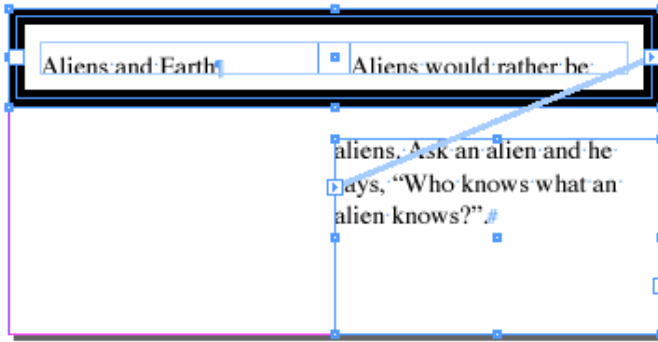 Aliens and Earth¶
Aliens would rather be
aliens. Ask an alien and he
says, “Who knows what an
alien knows?”.#